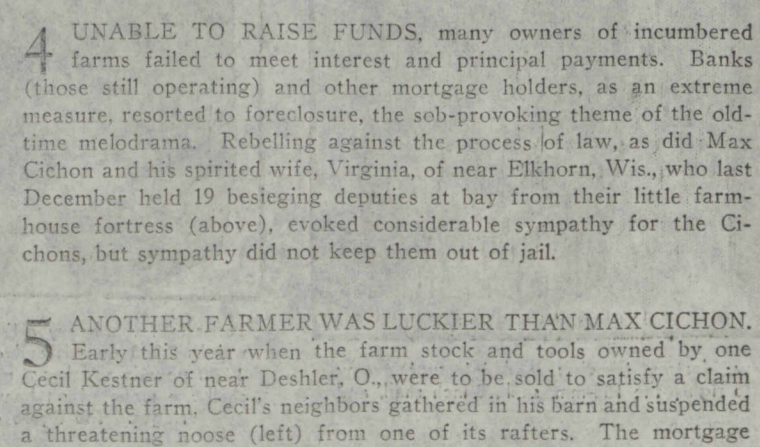 4 UNABLE TO RAISE FUNDS, many owners of incumbered
farms failed to meet interest and principal payments. Banks
(those still operating) and other mortgage holders, as an extreme
measure, resorted to foreclosure, the sob-provoking theme of the old-
time melodrama. Rebelling against the process of law, as did Max
Cichon and his spirited wife, Virginia, of near Elkhorn, Wis., who last
December held 19 besieging deputies at bay from their little farm-
house fortress (above), evoked considerable sympathy for the Ci-
chons, but sympathy did not keep them out of jail.
5 ANOTHER FARMER WAS LUCKIER THAN MAX CICHON.
Early this year when the farm stock and tools owned by one
Cecil Kestner of near Deshler, O., were to be sold to satisfy a claim
against the farm, Cecil's neighbors gathered in his barn and suspended
a threatening noose (left) from one of its rafters. The mortgage